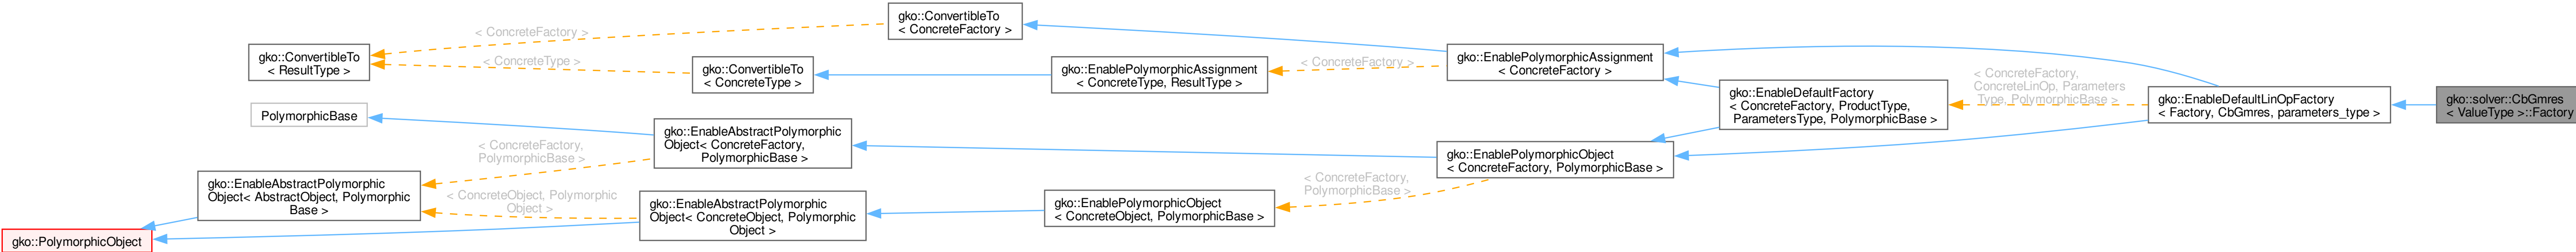 gko::ConvertibleTo
< ConcreteFactory >
< ConcreteFactory >
gko::ConvertibleTo
< ResultType >
< ConcreteType >
gko::ConvertibleTo
< ConcreteType >
gko::EnablePolymorphicAssignment
< ConcreteType, ResultType >
< ConcreteFactory >
gko::EnablePolymorphicAssignment
< ConcreteFactory >
gko::EnableDefaultFactory
< ConcreteFactory, ProductType,
ParametersType, PolymorphicBase >
< ConcreteFactory,
ConcreteLinOp, Parameters
Type, PolymorphicBase >
gko::EnableDefaultLinOpFactory
< Factory, CbGmres, parameters_type >
gko::solver::CbGmres
< ValueType >::Factory
PolymorphicBase
gko::EnableAbstractPolymorphic
Object< ConcreteFactory,
PolymorphicBase >
< ConcreteFactory,
PolymorphicBase >
gko::EnablePolymorphicObject
< ConcreteFactory, PolymorphicBase >
gko::EnableAbstractPolymorphic
Object< AbstractObject, Polymorphic
Base >
< ConcreteObject, Polymorphic
Object >
gko::EnableAbstractPolymorphic
Object< ConcreteObject, Polymorphic
Object >
gko::EnablePolymorphicObject
< ConcreteObject, PolymorphicBase >
< ConcreteFactory,
PolymorphicBase >
gko::PolymorphicObject